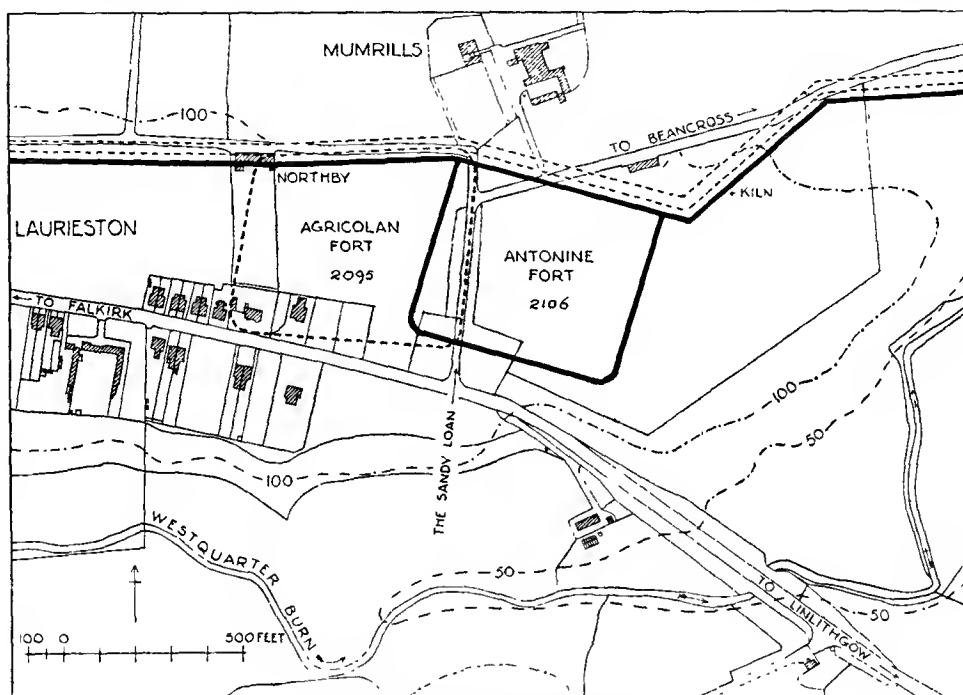 MUMRILLS
100
TO BEANCROSS
NORTHBY
KILN
LAURIESTON
AGRICOLAN
FORT
2095
ANTONINE
FORT
2106
TO FALKIRK
100
50
100
THE SANDY LOAN
WESTQUARTER
BURN
50
TO LINLITHGOW
50
100 0 500 FEET